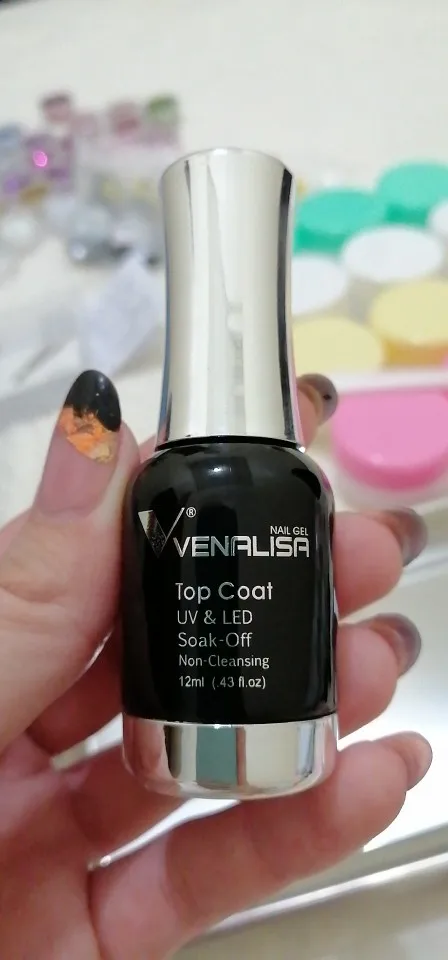 ®
NAIL GEL
VENALISA
Top Coat
UV & LED
Soak-Off
Non-Cleansing
12ml (.43 fl.oz)